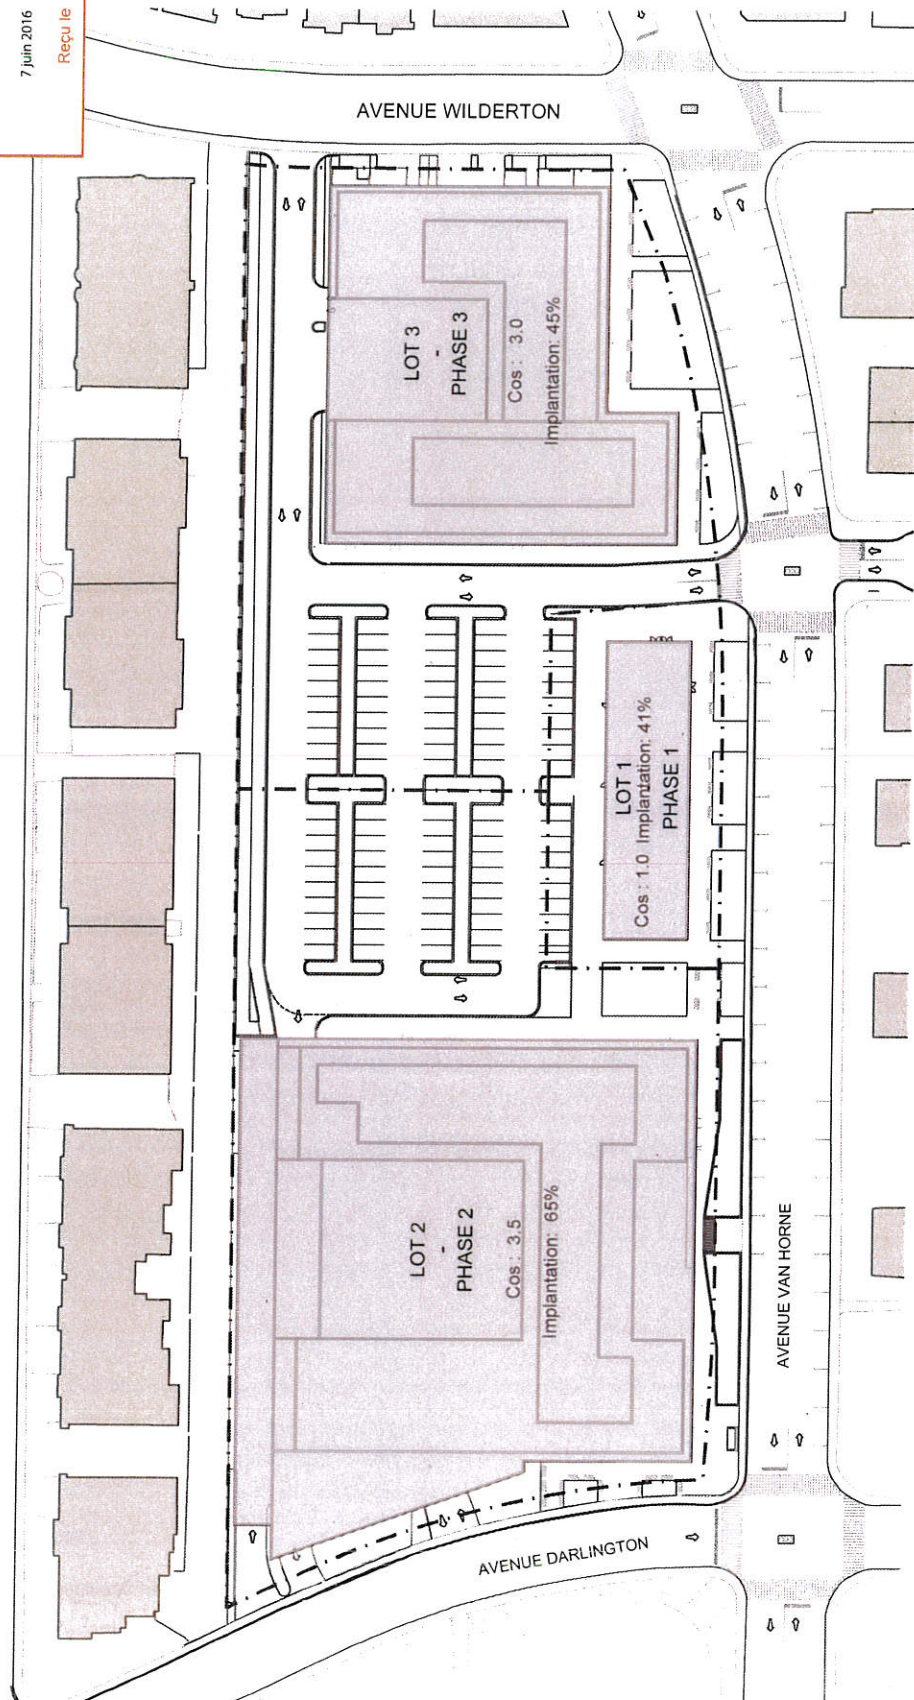 7 juin 2016
Reçu le
AVENUE WILDERTON
LOT 3
-
PHASE 3
Cos : 3.0
Implantation: 45%
LOT 1
Cos : 1.0 Implantation: 41%
PHASE 1
LOT 2
-
PHASE 2
Cos : 3.5
Implantation: 65%
AVENUE VAN HORNE
AVENUE DARLINGTON